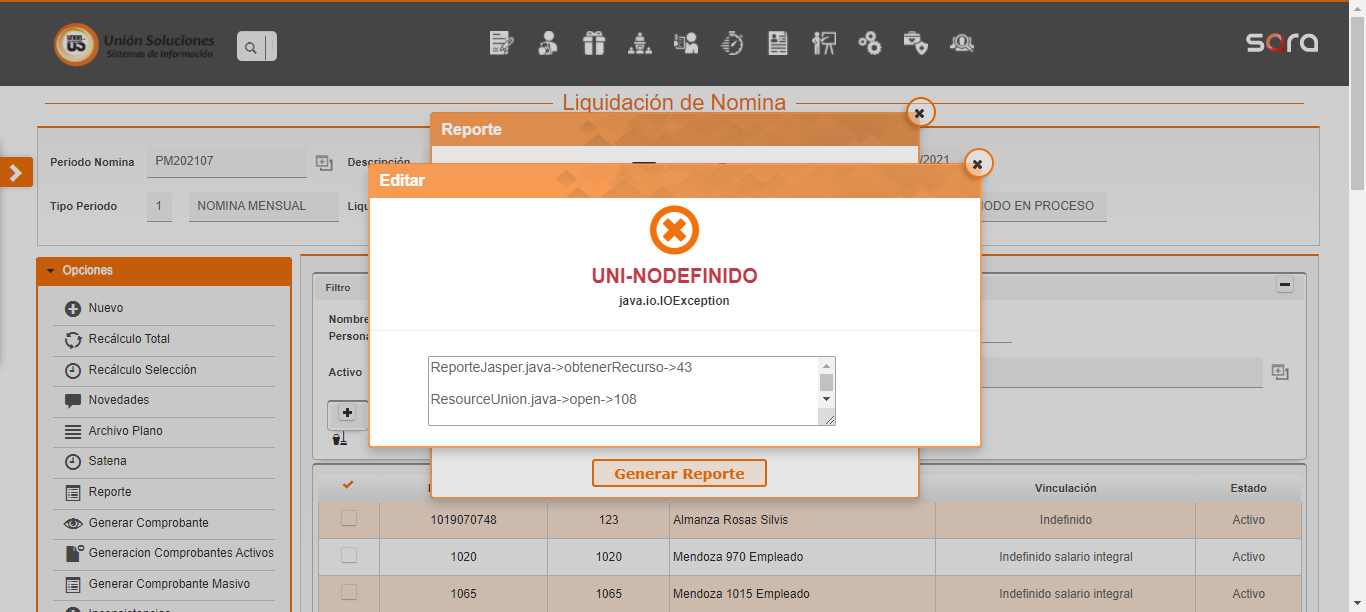 Unión Soluciones
Sistemas de Información
sara
Liquidación de Nomina
Reporte
Periodo Nomina PM202107 Descripción /2021
Editar
Tipo Periodo 1 NOMINA MENSUAL
EN PROCESO
UNI-NODEFINIDO
java.io.IOException
Opciones
Nuevo
Recálculo Total
Recálculo Selección
Novedades
Archivo Plano
Satena
Reporte
Generar Comprobante
Generacion Comprobantes Activos
Generar Comprobante Masivo
Filtro
Nombre
Activo
ReporteJasper.java->obtenerRecurso->43
ResourceUnion.java->open->108
Generar Reporte
Vinculación Estado
1019070748 123 Almanza Rosas Silvis Indefinido Activo
1020 1020 Mendoza 970 Empleado Indefinido salario integral Activo
1065 1065 Mendoza 1015 Empleado Indefinido salario integral Activo